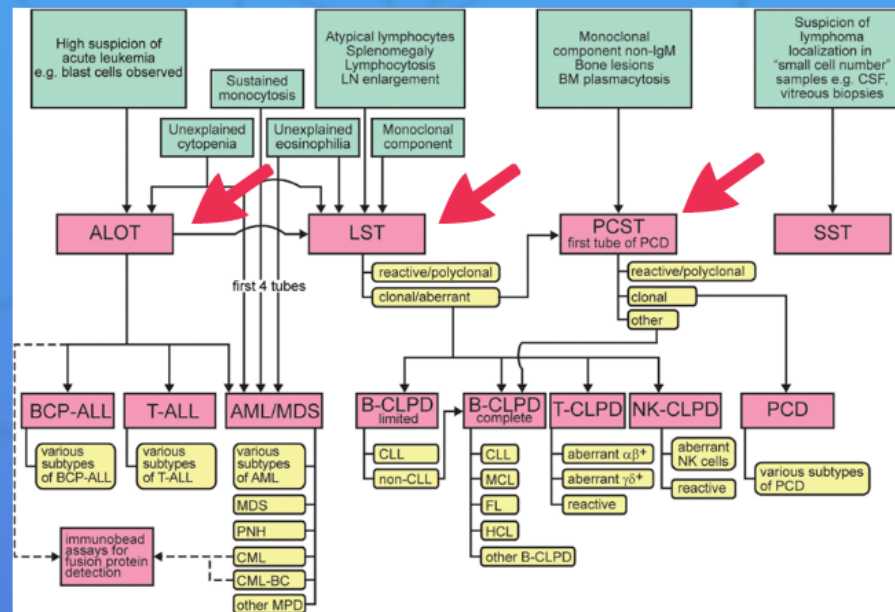 High suspicion of
acute leukemia
e.g. blast cells observed
Sustained
monocytosis
Atypical lymphocytes
Splenomegaly
Lymphocytosis
LN enlargement
Monoclonal
component non-IgM
Bone lesions
BM plasmacytosis
Suspicion of
lymphoma
localization in
"small cell number"
samples e.g. CSF,
vitreous biopsies
Unexplained
cytopenia
Unexplained
eosinophilia
Monoclonal
component
ALOT
LST
PCST
first tube of PCD
SST
first 4 tubes
reactive/polyclonal
clonal/aberrant
reactive/polyclonal
clonal
other
BCP-ALL
T-ALL
AML/MDS
B-CLPD
limited
B-CLPD
complete
T-CLPD
NK-CLPD
PCD
various
subtypes
of BCP-ALL
various
subtypes
of T-ALL
various
subtypes
of AML
MDS
PNH
CML
CML-BC
other MPD
CLL
non-CLL
CLL
MCL
FL
HCL
other B-CLPD
aberrant αβ+
aberrant γδ+
reactive
aberrant
NK cells
reactive
various subtypes
of PCD
immunobead
assays for
fusion protein
detection